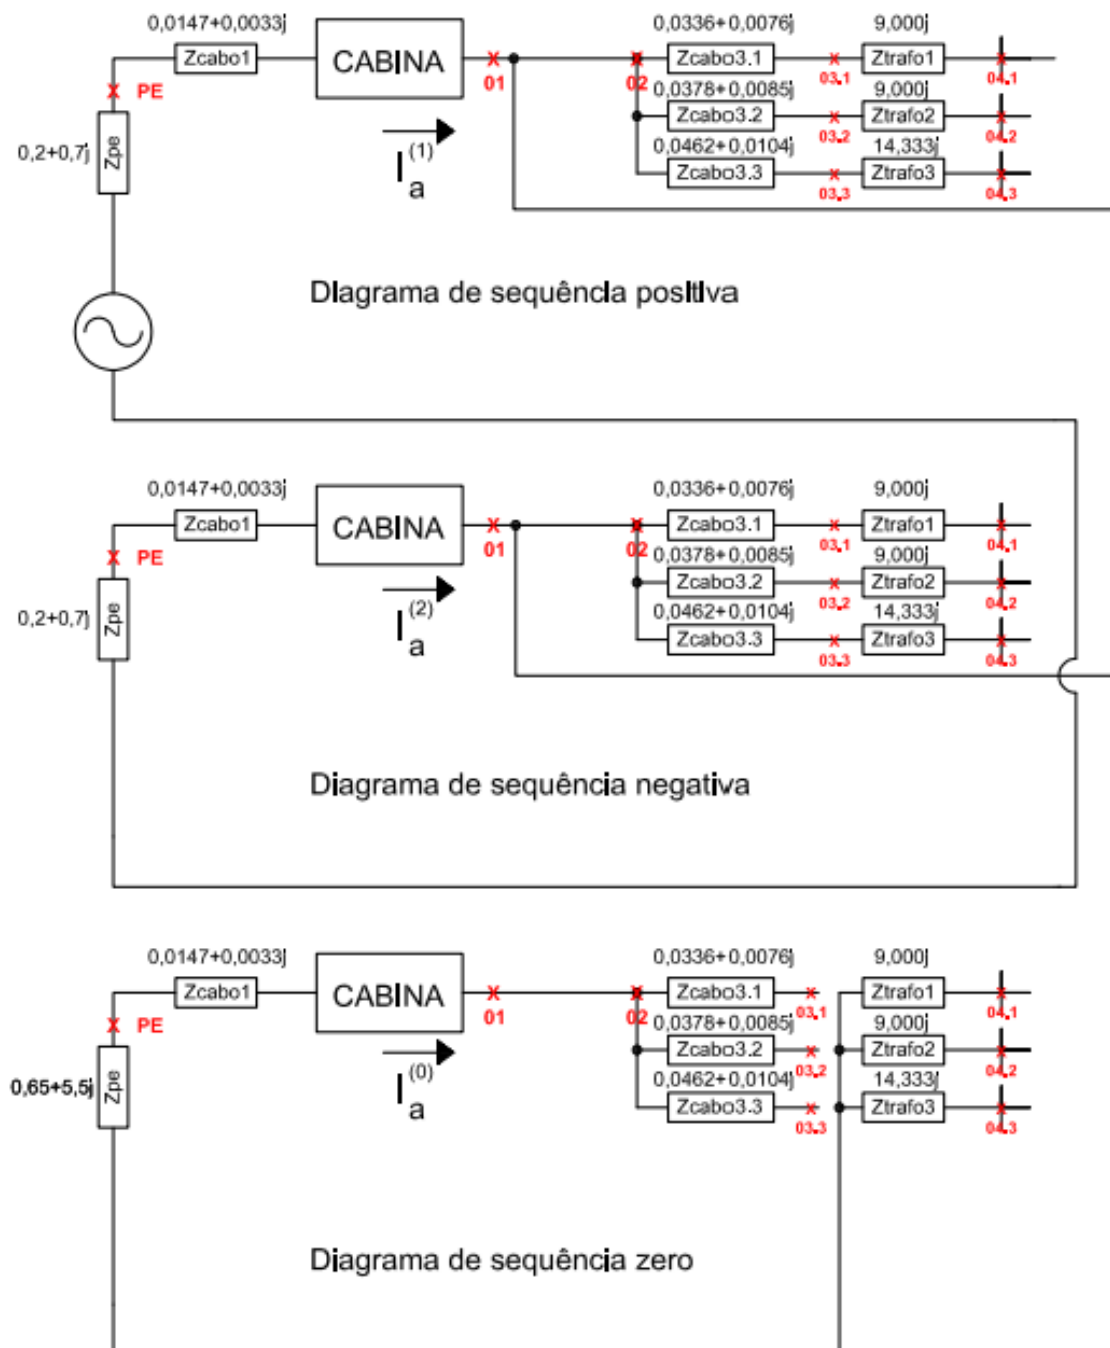 0,0147+0,0033j
0,0336+0,0076j 9,000j
Zcabo1 CABINA Zcabo3.1 Ztrafo1
PE 01 02 03.1 04.1
0,0378+0,0085j 9,000j
Zcabo3.2 Ztrafo2
03.2 04.2
0,2+0,7j Zpe
0,0462+0,0104j 14,333j
I a (1)
Zcabo3.3 Ztrafo3
03.3 04.3
Diagrama de sequência positiva
0,0147+0,0033j
0,0336+0,0076j 9,000j
Zcabo1 CABINA Zcabo3.1 Ztrafo1
PE 01 02 03.1 04.1
0,0378+0,0085j 9,000j
Zcabo3.2 Ztrafo2
03.2 04.2
0,2+0,7j Zpe
0,0462+0,0104j 14,333j
I a (2)
Zcabo3.3 Ztrafo3
03.3 04.3
Diagrama de sequência negativa
0,0147+0,0033j
0,0336+0,0076j 9,000j
Zcabo1 CABINA Zcabo3.1 Ztrafo1
PE 01 02 03.1 04.1
0,0378+0,0085j 9,000j
Zcabo3.2 Ztrafo2
03.2 04.2
0,65+5,5j Zpe
0,0462+0,0104j 14,333j
I a (0)
Zcabo3.3 Ztrafo3
03.3 04.3
Diagrama de sequência zero